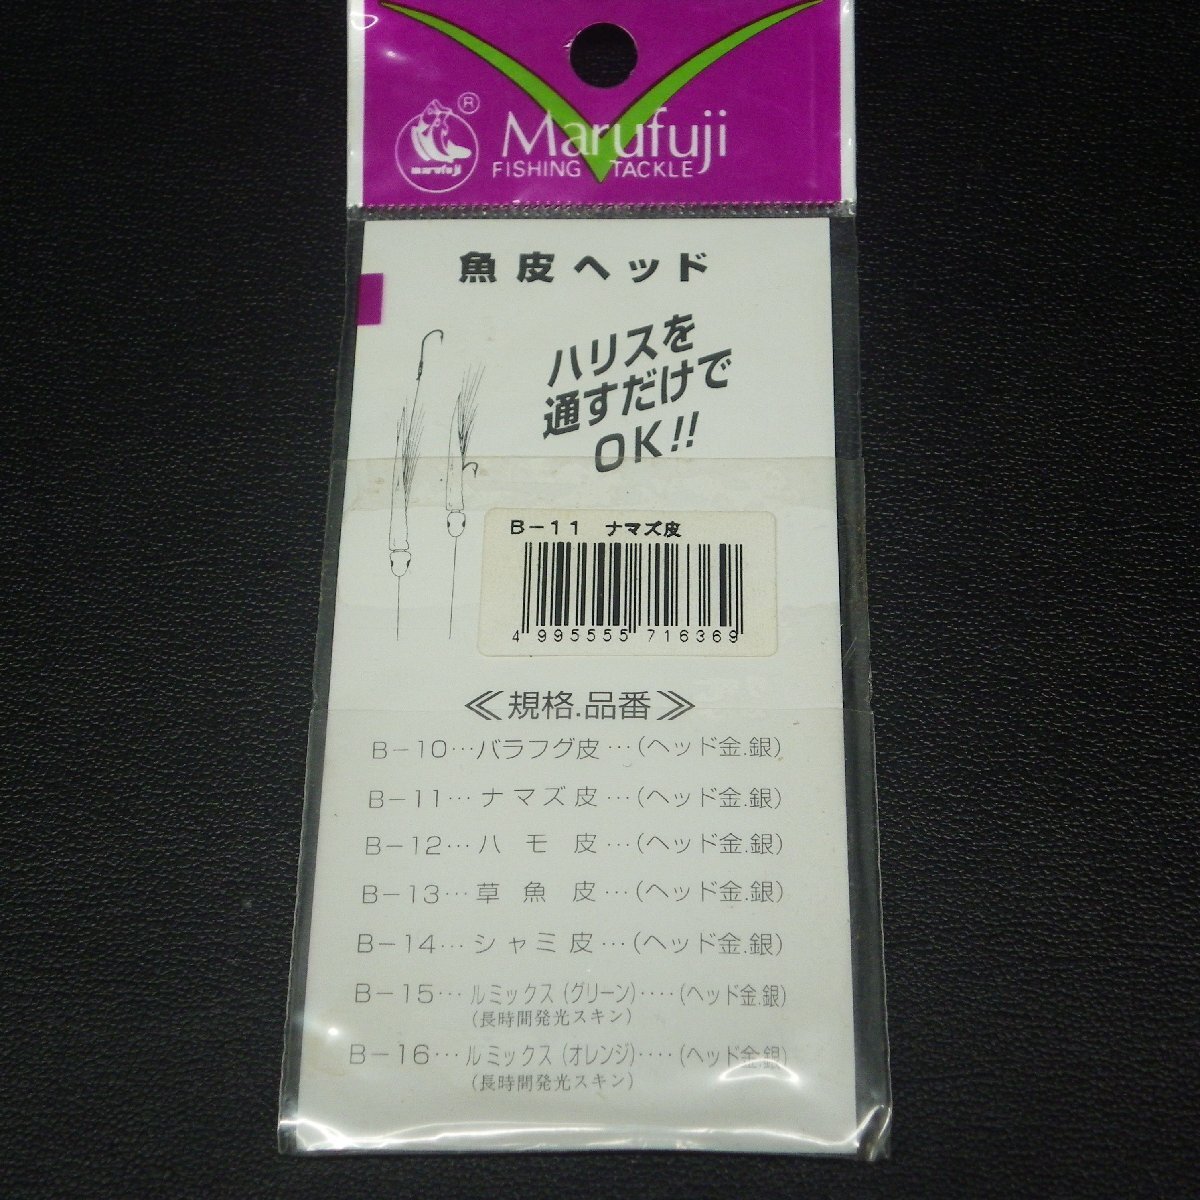 marufuji
®
Marufuji
FISHING TACKLE
魚皮ヘッド
ハリスを
通すだけで
OK!!
B-11 ナマズ皮
4 995555 716369
≪規格.品番≫
B-10…バラフグ皮…(ヘッド金.銀)
B-11…ナマズ皮…(ヘッド金.銀)
B-12…ハモ皮…(ヘッド金.銀)
B-13…草魚皮…(ヘッド金.銀)
B-14…シャミ皮…(ヘッド金.銀)
B-15…ルミックス(グリーン)‥‥(ヘッド金.銀)
(長時間発光スキン)
B-16…ルミックス(オレンジ)‥‥(ヘッド金.銀)
(長時間発光スキン)